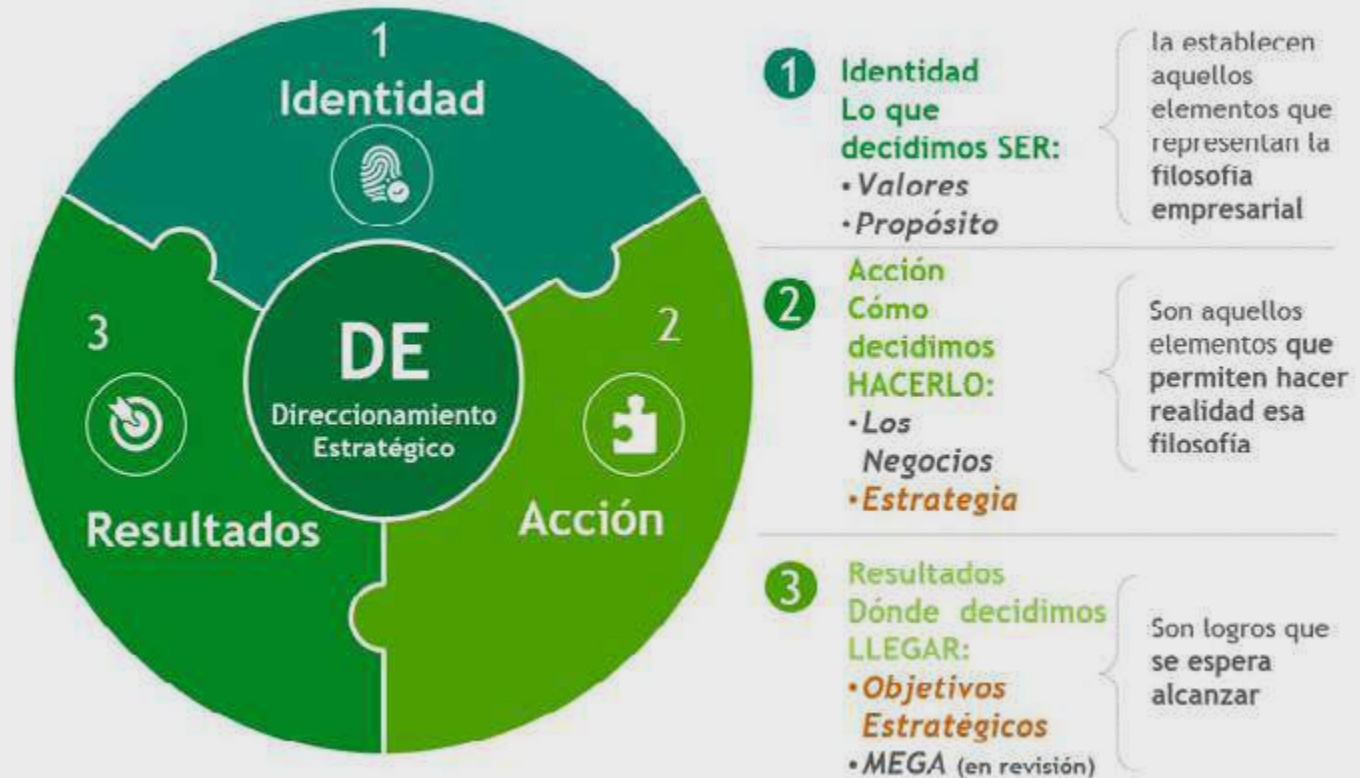 1
Identidad
3
2
DE
Direccionamiento
Estratégico
Resultados
Acción
1
Identidad
Lo que
decidimos SER:
• Valores
• Propósito
la establecen
aquellos
elementos que
representan la
filosofía
empresarial
2
Acción
Cómo
decidimos
HACERLO:
• Los
Negocios
• Estrategia
Son aquellos
elementos que
permiten hacer
realidad esa
filosofía
3
Resultados
Dónde decidimos
LLEGAR:
• Objetivos
Estratégicos
• MEGA (en revisión)
Son logros que
se espera
alcanzar